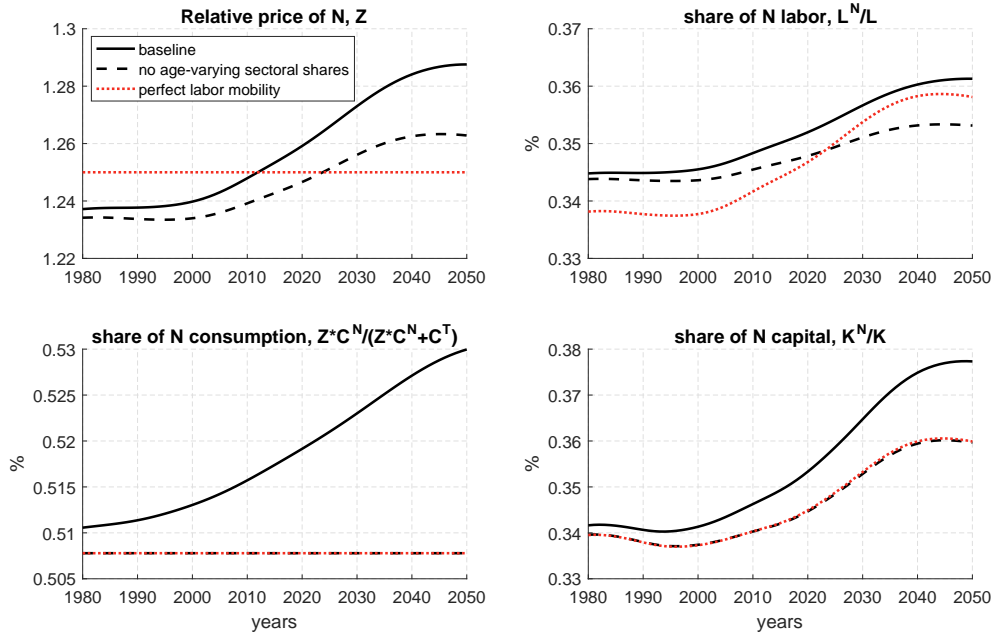 Relative price of N, Z
1.3
1.28
1.26
1.24
1.22
1980 1990 2000 2010 2020 2030 2040 2050
baseline
no age-varying sectoral shares
perfect labor mobility
share of N labor, L^N/L
%
0.37
0.36
0.35
0.34
0.33
1980 1990 2000 2010 2020 2030 2040 2050
share of N consumption, Z*C^N/(Z*C^N+C^T)
%
0.53
0.525
0.52
0.515
0.51
0.505
1980 1990 2000 2010 2020 2030 2040 2050
years
share of N capital, K^N/K
%
0.38
0.37
0.36
0.35
0.34
0.33
1980 1990 2000 2010 2020 2030 2040 2050
years